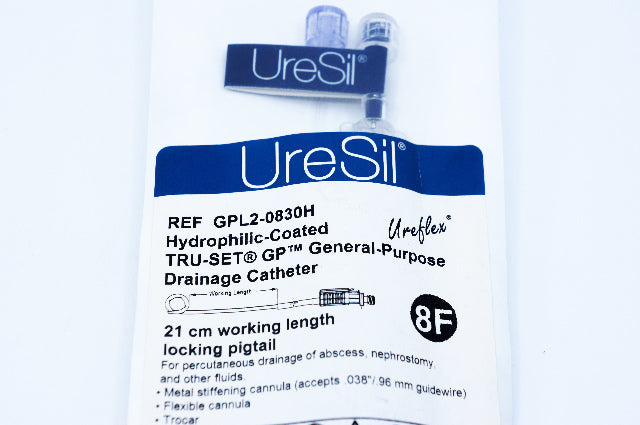 UreSil®
UreSil®
REF GPL2-0830H
Hydrophilic-Coated
Ureflex®
TRU-SET® GP™ General-Purpose
Drainage Catheter
Working Length
8F
21 cm working length
locking pigtail
For percutaneous drainage of abscess, nephrostomy,
and other fluids.
• Metal stiffening cannula (accepts .038"/.96 mm guidewire)
• Flexible cannula
• Trocar